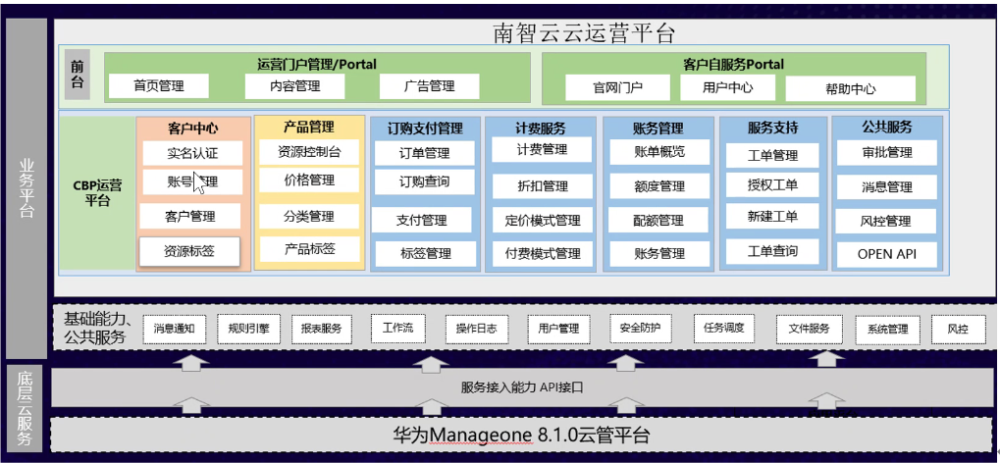 南智云云运营平台
业务平台
前台
运营门户管理/Portal
首页管理
内容管理
广告管理
客户自服务Portal
官网门户
用户中心
帮助中心
CBP运营
平台
客户中心
实名认证
账号管理
客户管理
资源标签
产品管理
资源控制台
价格管理
分类管理
产品标签
订购支付管理
订单管理
订购查询
支付管理
标签管理
计费服务
计费管理
折扣管理
定价模式管理
付费模式管理
账务管理
账单概览
额度管理
配额管理
账务管理
服务支持
工单管理
授权工单
新建工单
工单查询
公共服务
审批管理
消息管理
风控管理
OPEN API
基础能力、
公共服务
消息通知
规则引擎
报表服务
工作流
操作日志
用户管理
安全防护
任务调度
文件服务
系统管理
风控
底层云服务
服务接入能力 API接口
华为Manageone 8.1.0云管平台